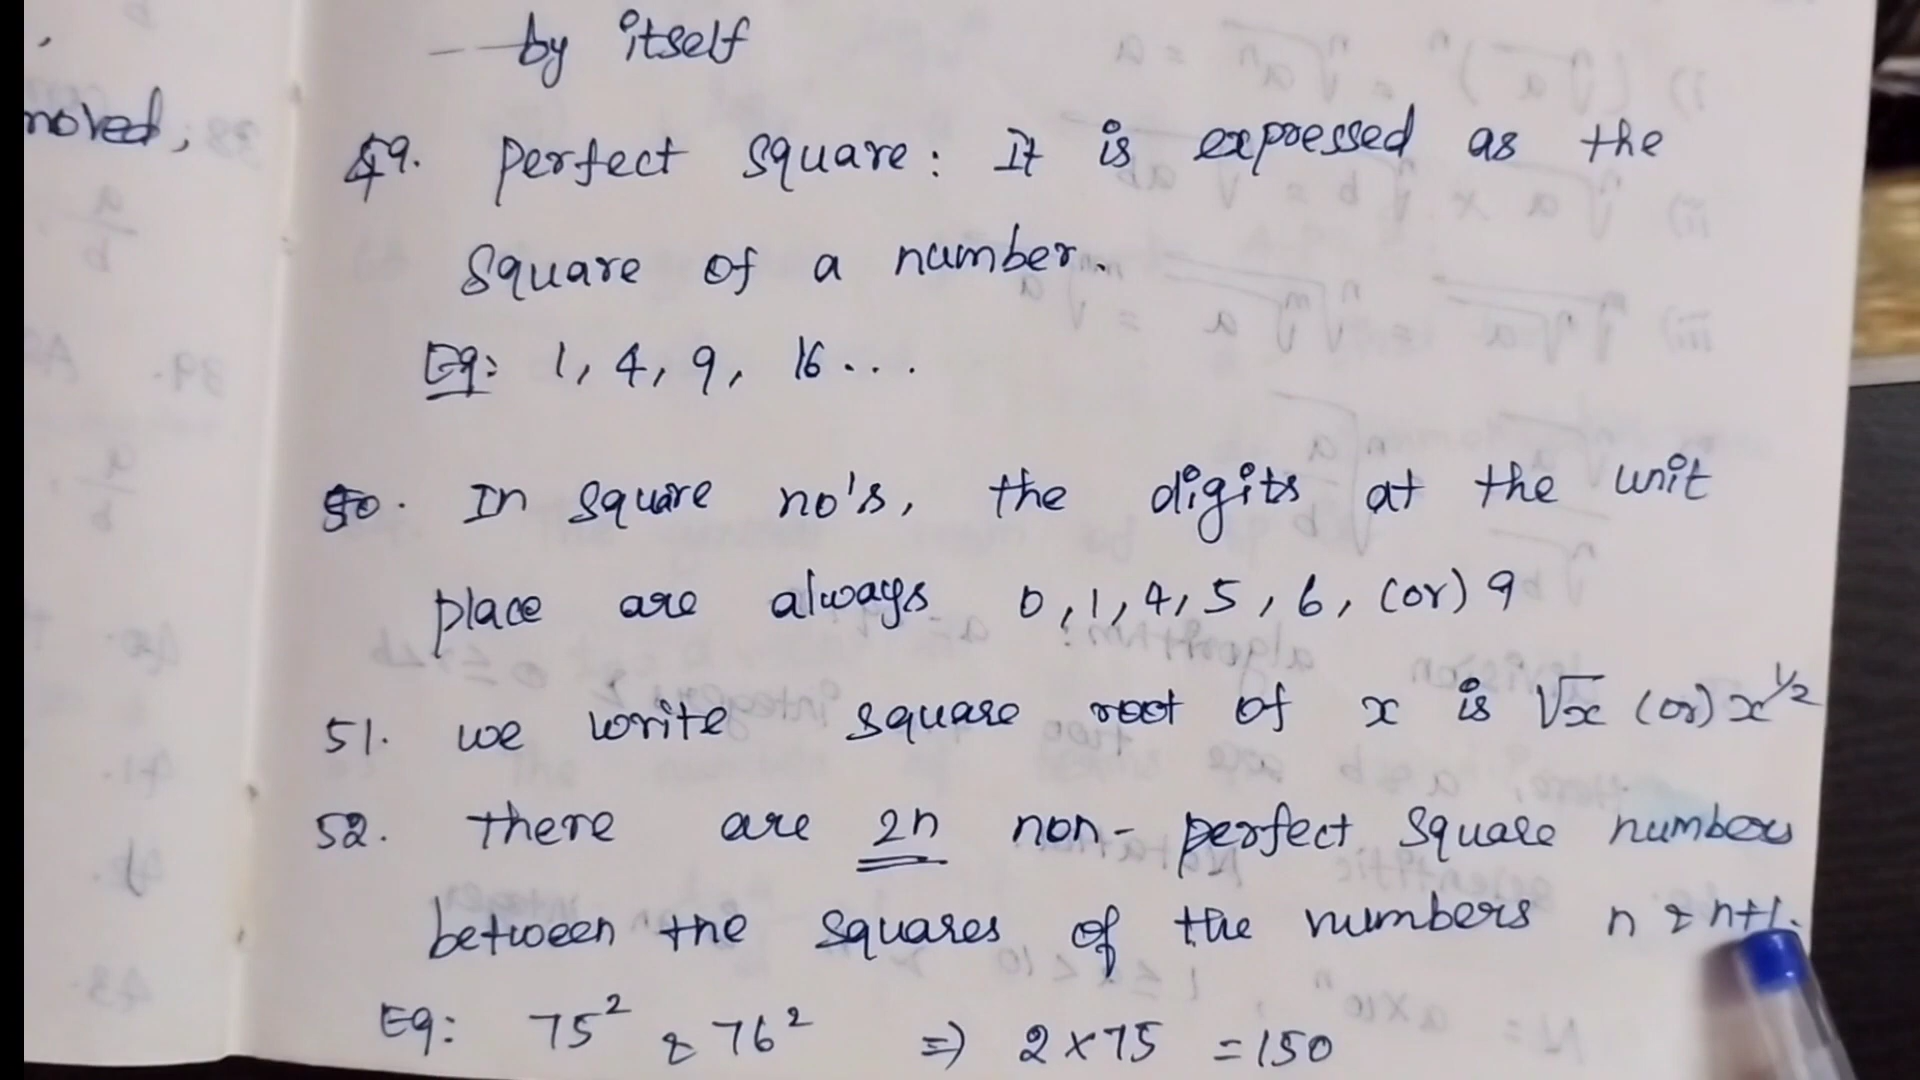 by itself
noved,
49. perfect square: It is expressed as the
square of a number.
Eg: 1, 4, 9, 16...
50. In square no's, the digits at the unit
place are always 0, 1, 4, 5, 6, (or) 9
51. we write square root of x is √x (or) x^1/2
52. there are 2n non-perfect square numbers
between the squares of the numbers n & n+1.
Eg: 75² & 76² ⇒ 2×75 = 150